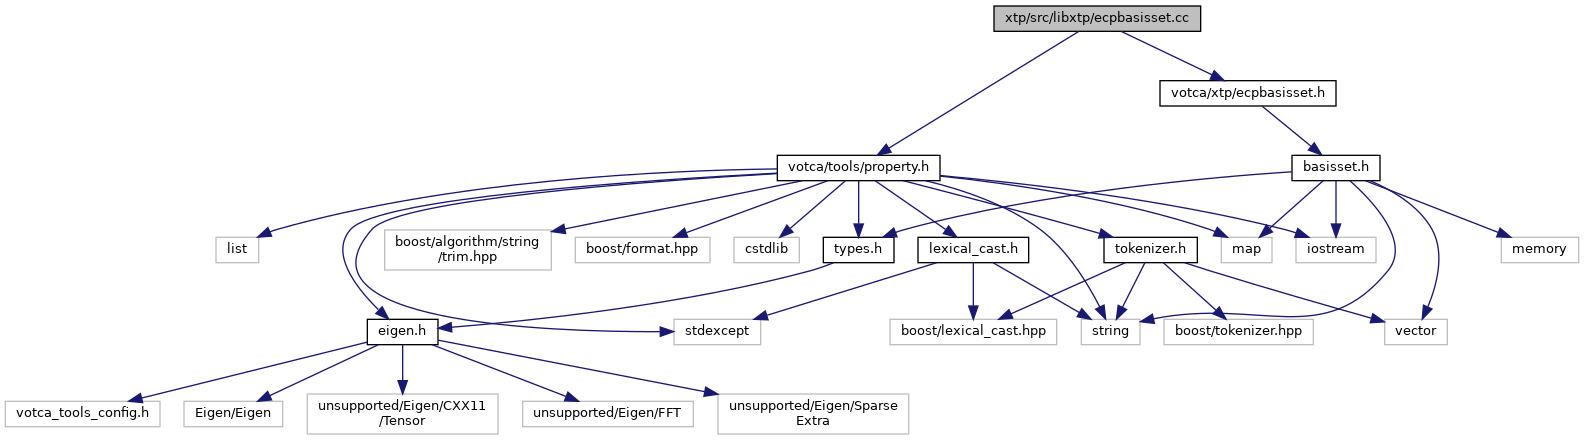 xtp/src/libxtp/ecpbasisset.cc
votca/xtp/ecpbasisset.h
votca/tools/property.h
basisset.h
list
boost/algorithm/string
/trim.hpp
boost/format.hpp
cstdlib
types.h
lexical_cast.h
tokenizer.h
map
iostream
memory
eigen.h
stdexcept
boost/lexical_cast.hpp
string
boost/tokenizer.hpp
vector
votca_tools_config.h
Eigen/Eigen
unsupported/Eigen/CXX11
/Tensor
unsupported/Eigen/FFT
unsupported/Eigen/Sparse
Extra